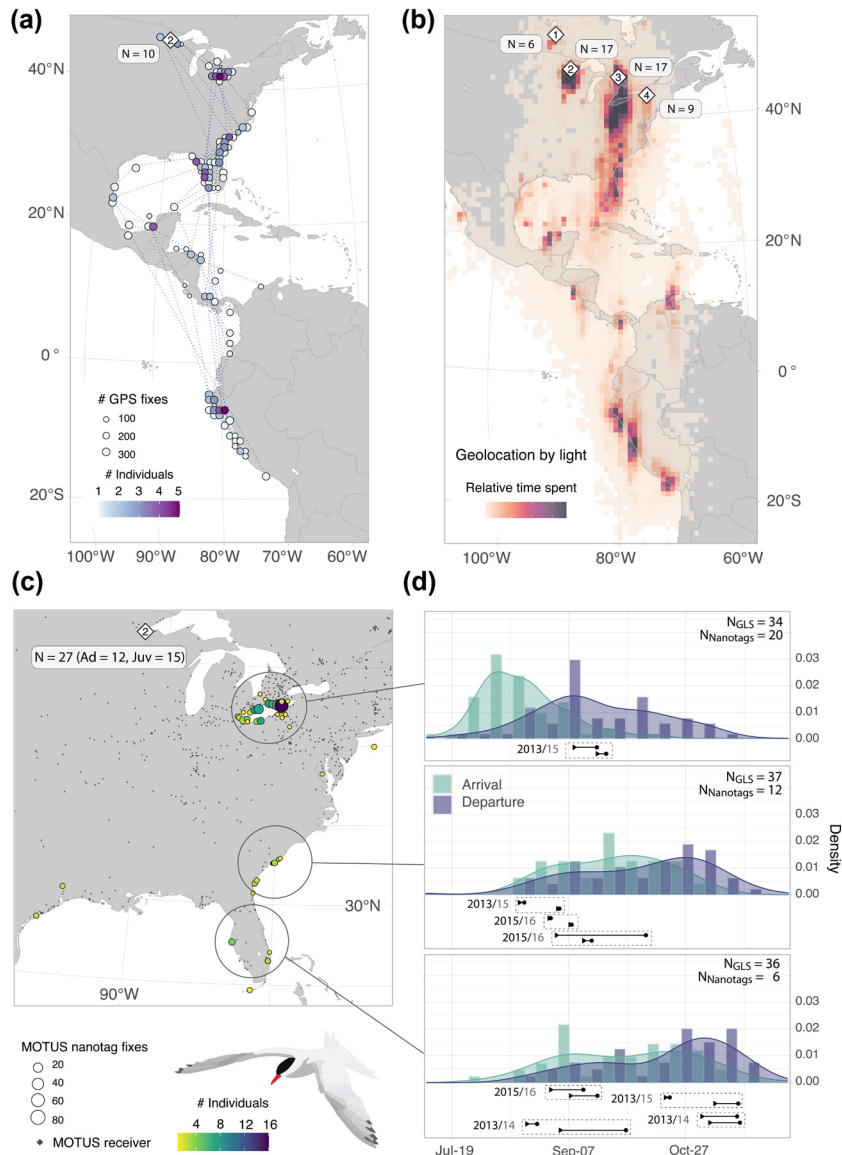 (a)
2
N = 10
40°N
20°N
0 °
20°S
# GPS fixes
100
200
300
# Individuals
1 2 3 4 5
100°W 90°W 80°W 70°W 60°W
(b)
1
N = 6
N = 17
2
3
N = 17
4
N = 9
40°N
20°N
0 °
20°S
Geolocation by light
Relative time spent
100°W 80°W 60°W
(c)
2
N = 27 (Ad = 12, Juv = 15)
30°N
90°W
MOTUS nanotag fixes
20
40
60
80
MOTUS receiver
# Individuals
4 8 12 16
(d)
NGLS = 34
NNanotags = 20
0.03
0.02
0.01
0.00
2013/15
Arrival
Departure
NGLS = 37
NNanotags = 12
0.03
0.02
0.01
0.00
Density
2013/15
2015/16
2015/16
NGLS = 36
NNanotags = 6
0.03
0.02
0.01
0.00
2015/16
2013/15
2013/14
2013/14
Jul-19 Sep-07 Oct-27